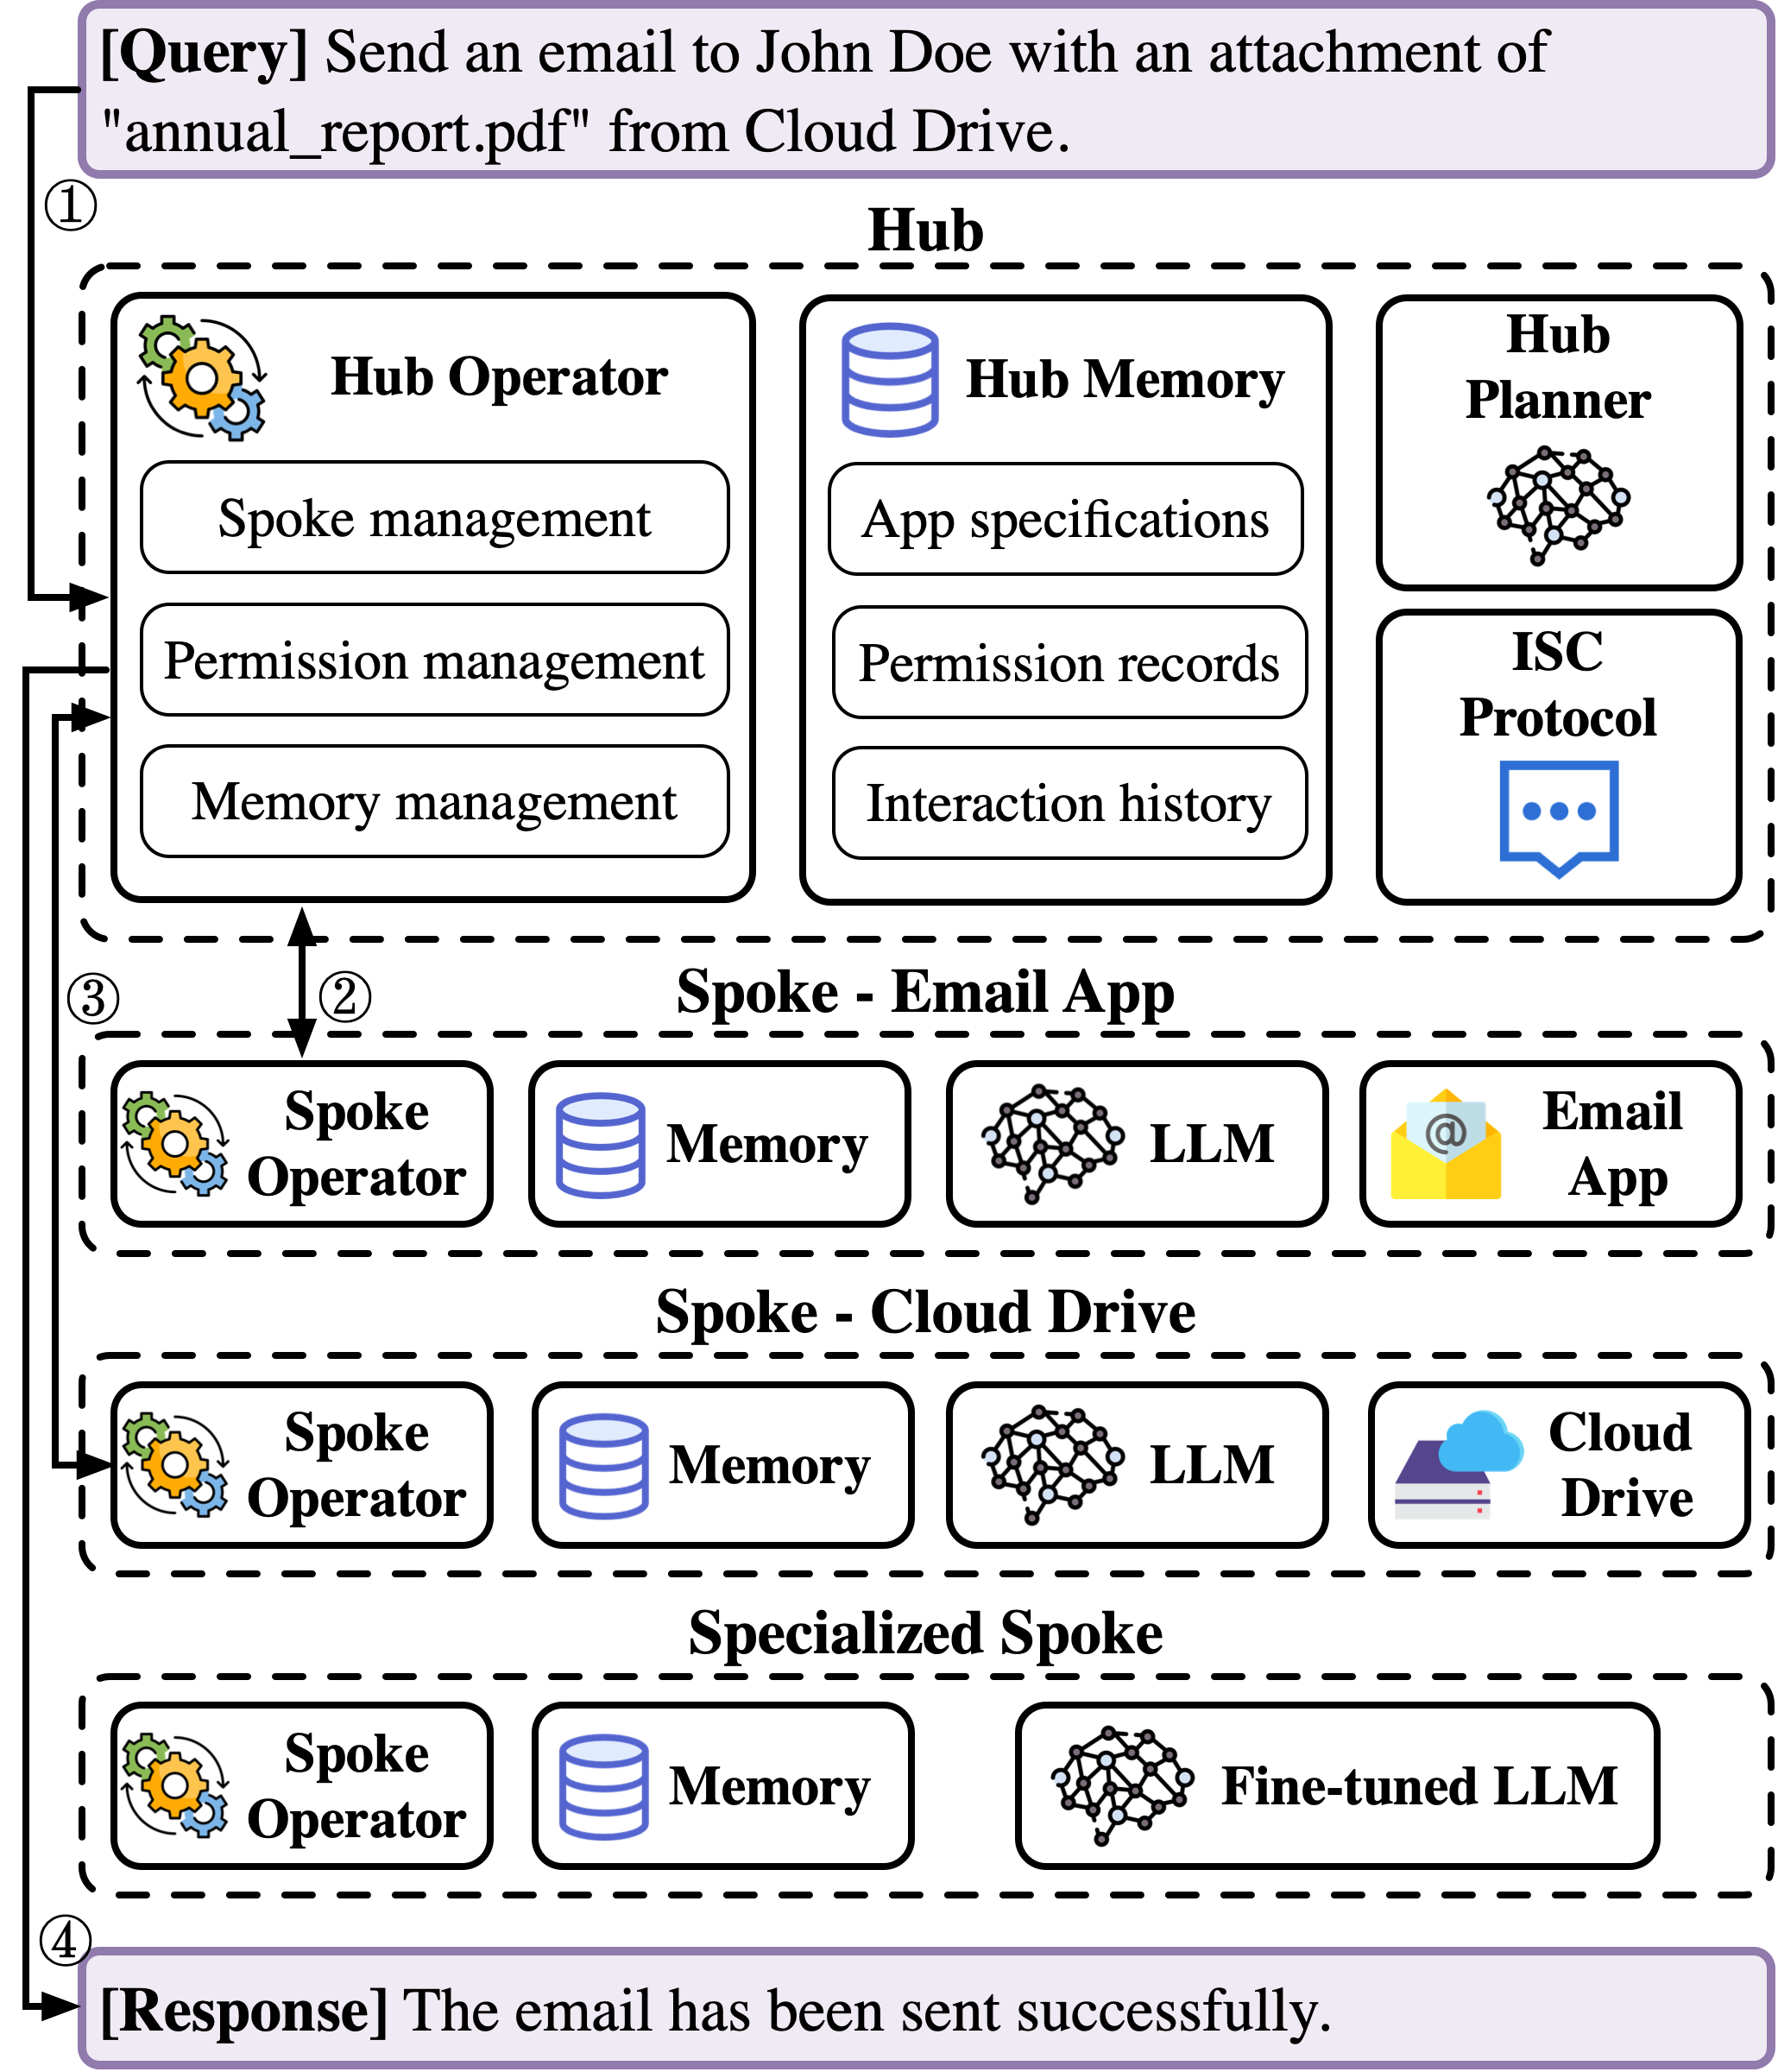 [Query] Send an email to John Doe with an attachment of
"annual_report.pdf" from Cloud Drive.
①
Hub
Hub Operator
Spoke management
Permission management
Memory management
Hub Memory
App specifications
Permission records
Interaction history
Hub
Planner
ISC
Protocol
③
②
Spoke - Email App
Spoke
Operator
Memory
LLM
Email
App
Spoke - Cloud Drive
Spoke
Operator
Memory
LLM
Cloud
Drive
Specialized Spoke
Spoke
Operator
Memory
Fine-tuned LLM
④
[Response] The email has been sent successfully.